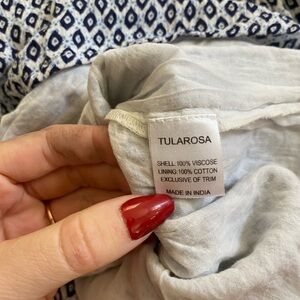 TULAROSA
SHELL:100% VISCOSE
LINING:100% COTTON
EXCLUSIVE OF TRIM
MADE IN INDIA